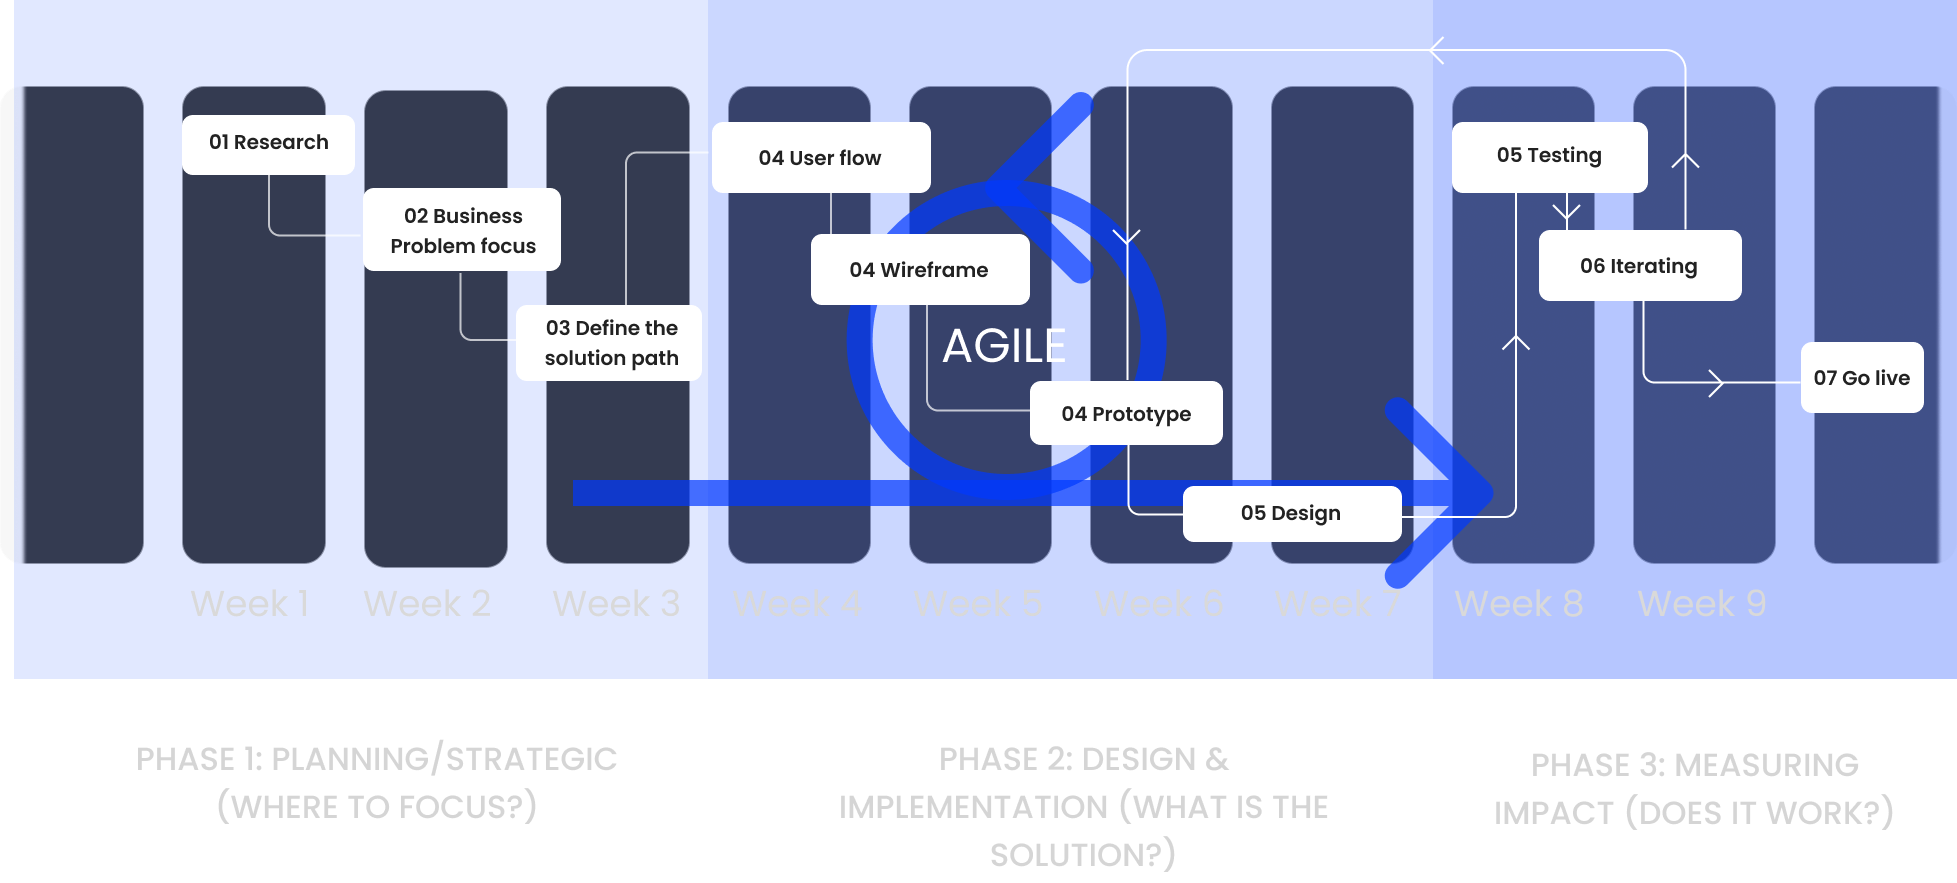 01 Research
02 Business
Problem focus
03 Define the
solution path
04 User flow
04 Wireframe
AGILE
04 Prototype
05 Design
05 Testing
06 Iterating
07 Go live
Week 1
Week 2
Week 3
Week 4
Week 5
Week 6
Week 7
Week 8
Week 9
PHASE 1: PLANNING/STRATEGIC
(WHERE TO FOCUS?)
PHASE 2: DESIGN &
IMPLEMENTATION (WHAT IS THE
SOLUTION?)
PHASE 3: MEASURING
IMPACT (DOES IT WORK?)